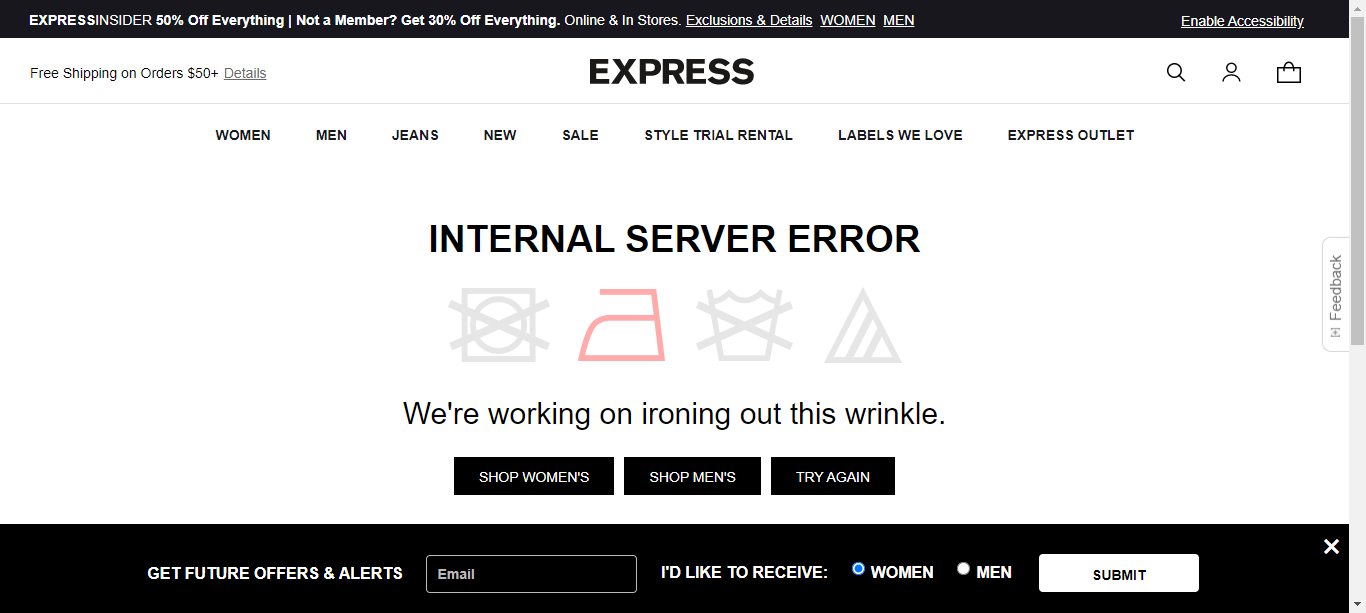 EXPRESSINSIDER 50% Off Everything | Not a Member? Get 30% Off Everything. Online & In Stores. Exclusions & Details WOMEN MEN
Enable Accessibility
Free Shipping on Orders $50+ Details
EXPRESS
WOMEN MEN JEANS NEW SALE STYLE TRIAL RENTAL LABELS WE LOVE EXPRESS OUTLET
INTERNAL SERVER ERROR
Feedback
We're working on ironing out this wrinkle.
SHOP WOMEN'S SHOP MEN'S TRY AGAIN
GET FUTURE OFFERS & ALERTS Email I'D LIKE TO RECEIVE: WOMEN MEN SUBMIT